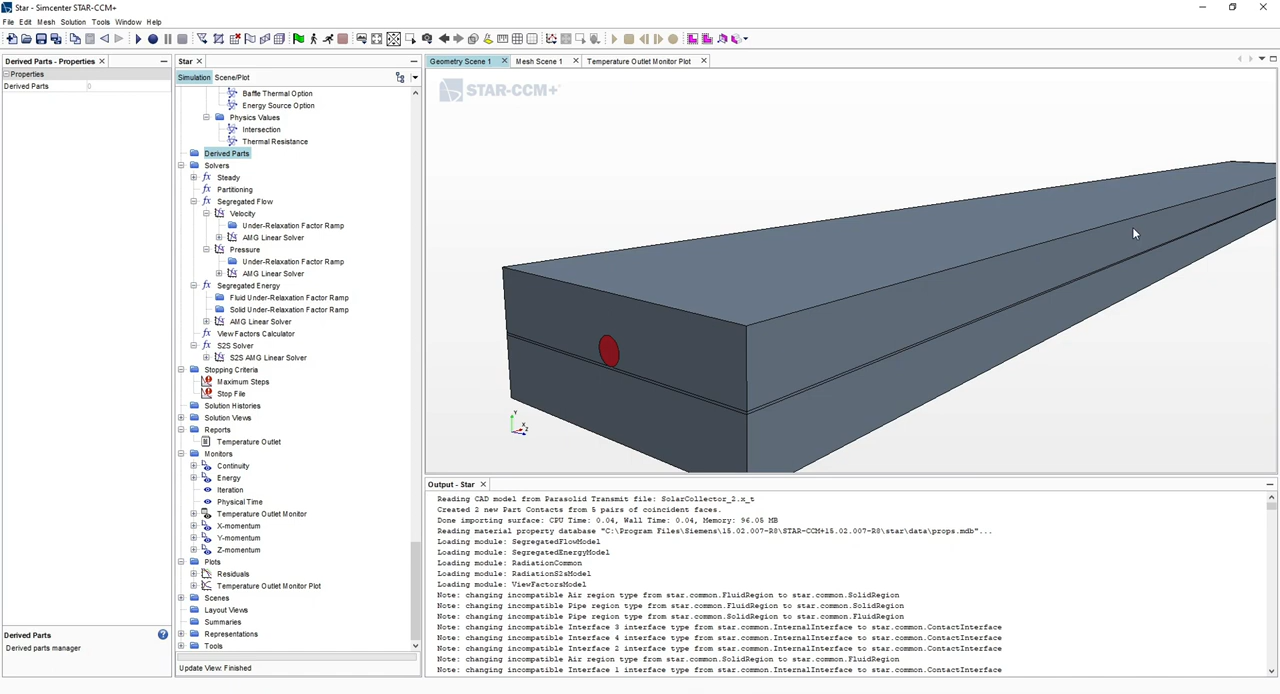 Star - Simcenter STAR-CCM+
File Edit Mesh Solution Tools Window Help
Derived Parts - Properties
Properties
Derived Parts 0
Derived Parts
Derived parts manager
Star
Simulation Scene/Plot
Baffle Thermal Option
Energy Source Option
Physics Values
Intersection
Thermal Resistance
Derived Parts
Solvers
Steady
Partitioning
Segregated Flow
Velocity
Under-Relaxation Factor Ramp
AMG Linear Solver
Pressure
Under-Relaxation Factor Ramp
AMG Linear Solver
Segregated Energy
Fluid Under-Relaxation Factor Ramp
Solid Under-Relaxation Factor Ramp
AMG Linear Solver
View Factors Calculator
S2S Solver
S2S AMG Linear Solver
Stopping Criteria
Maximum Steps
Stop File
Solution Histories
Solution Views
Reports
Temperature Outlet
Monitors
Continuity
Energy
Iteration
Physical Time
Temperature Outlet Monitor
X-momentum
Y-momentum
Z-momentum
Plots
Residuals
Temperature Outlet Monitor Plot
Scenes
Layout Views
Summaries
Representations
Tools
Update View: Finished
Geometry Scene 1 Mesh Scene 1 Temperature Outlet Monitor Plot
STAR-CCM+
Y
X
Z
Output - Star
Reading CAD model from Parasolid Transmit file: SolarCollector_2.x_t
Created 2 new Part Contacts from 5 pairs of coincident faces.
Done importing surface: CPU Time: 0.04, Wall Time: 0.04, Memory: 96.05 MB
Reading material property database "C:\Program Files\Siemens\15.02.007-R8\STAR-CCM+15.02.007-R8\star\data\props.mdb"...
Loading module: SegregatedFlowModel
Loading module: SegregatedEnergyModel
Loading module: RadiationCommon
Loading module: RadiationS2sModel
Loading module: ViewFactorsModel
Note: changing incompatible Air region type from star.common.FluidRegion to star.common.SolidRegion
Note: changing incompatible Pipe region type from star.common.FluidRegion to star.common.SolidRegion
Note: changing incompatible Pipe region type from star.common.SolidRegion to star.common.FluidRegion
Note: changing incompatible Interface 3 interface type from star.common.InternalInterface to star.common.ContactInterface
Note: changing incompatible Interface 4 interface type from star.common.InternalInterface to star.common.ContactInterface
Note: changing incompatible Interface 2 interface type from star.common.InternalInterface to star.common.ContactInterface
Note: changing incompatible Air region type from star.common.SolidRegion to star.common.FluidRegion
Note: changing incompatible Interface 1 interface type from star.common.InternalInterface to star.common.ContactInterface